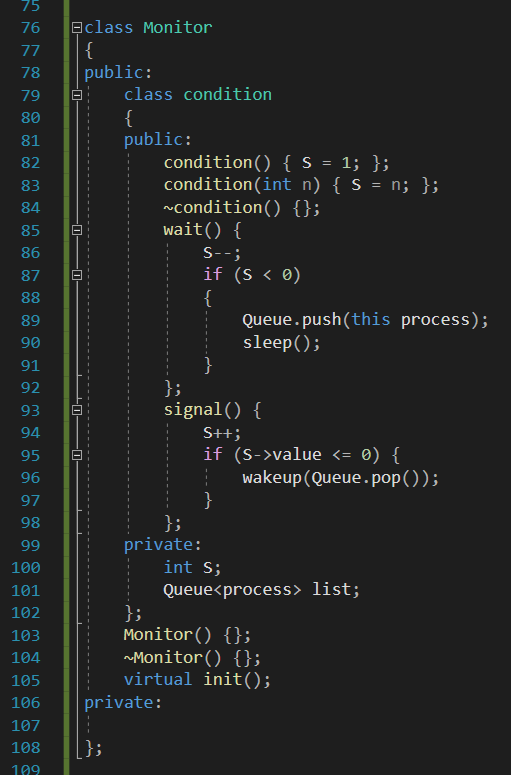 75
76 class Monitor
77 {
78 public:
79 class condition
80 {
81 public:
82 condition() { S = 1; };
83 condition(int n) { S = n; };
84 ~condition() {};
85 wait() {
86 S--;
87 if (S < 0)
88 {
89 Queue.push(this process);
90 sleep();
91 }
92 };
93 signal() {
94 S++;
95 if (S->value <= 0) {
96 wakeup(Queue.pop());
97 }
98 };
99 private:
100 int S;
101 Queue<process> list;
102 };
103 Monitor() {};
104 ~Monitor() {};
105 virtual init();
106 private:
107
108 };
109